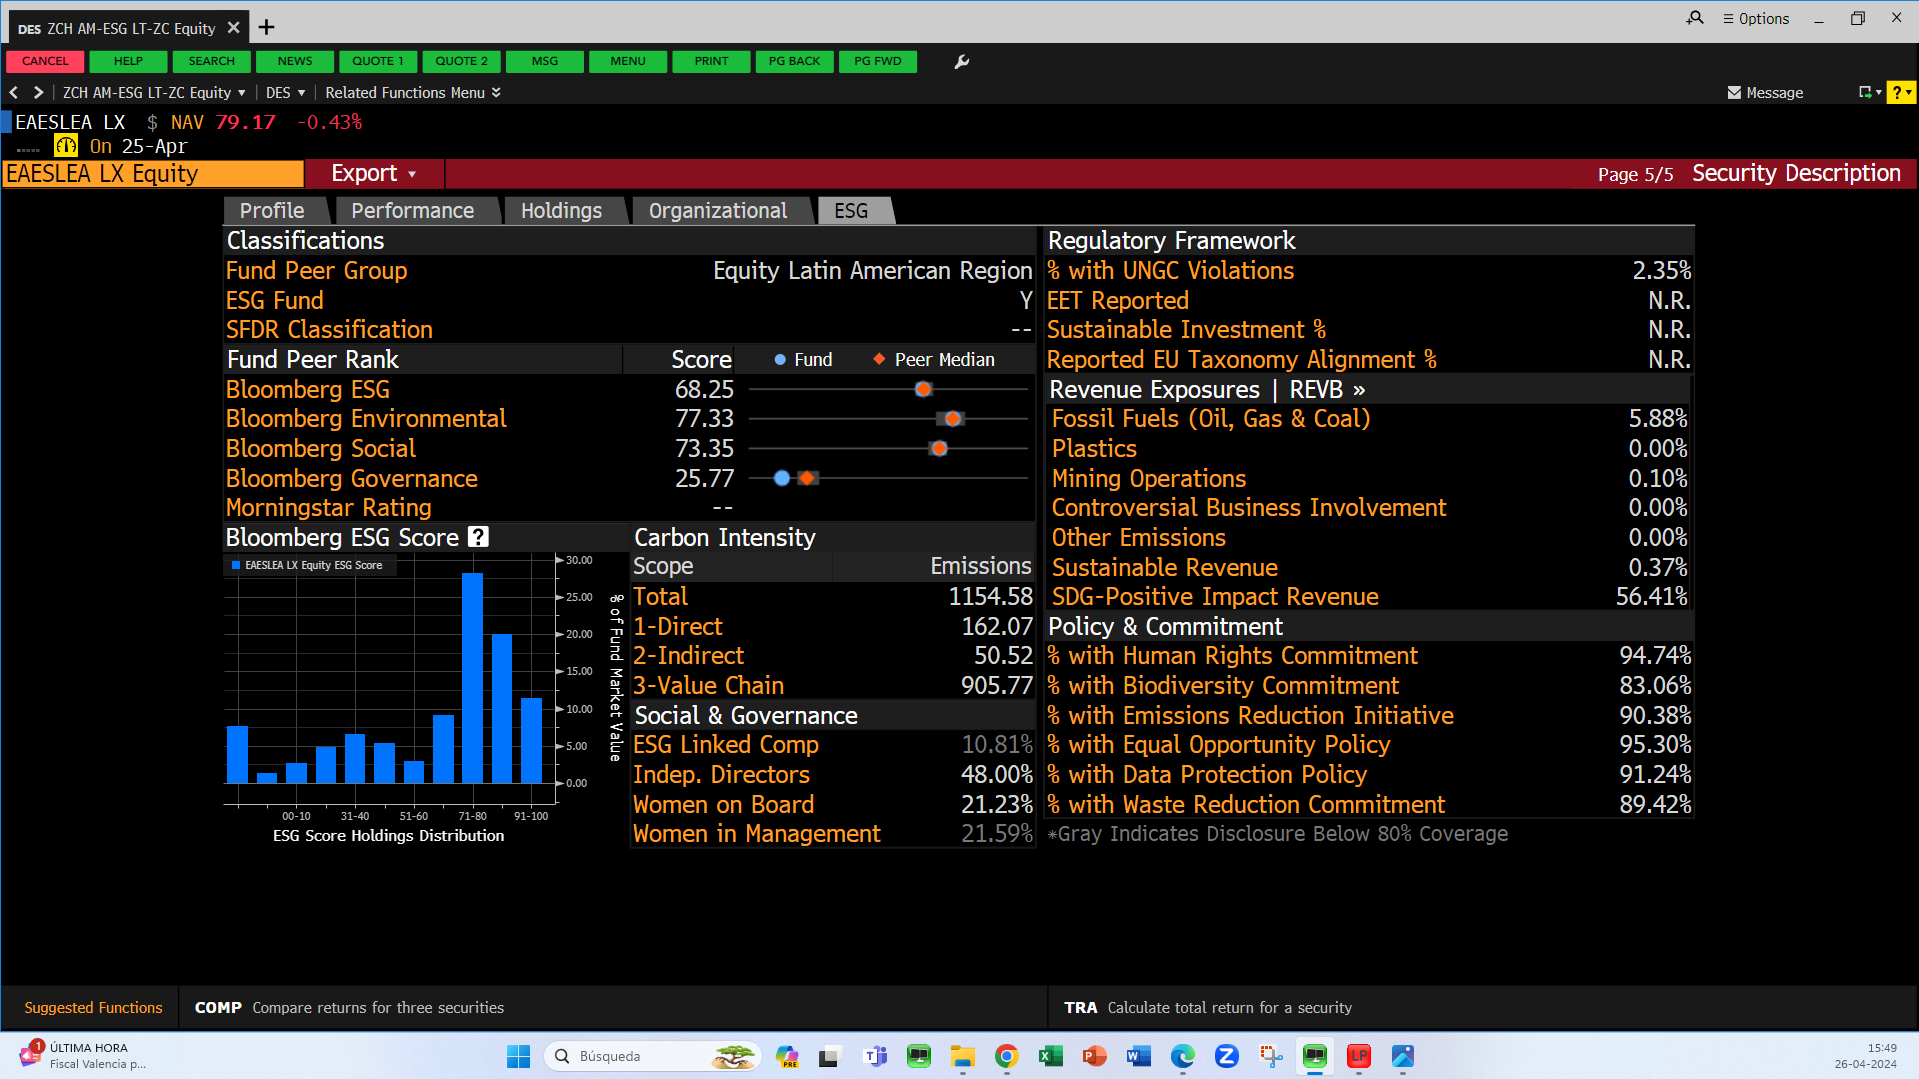 DES ZCH AM-ESG LT-ZC Equity
Options
CANCEL HELP SEARCH NEWS QUOTE 1 QUOTE 2 MSG MENU PRINT PG BACK PG FWD
ZCH AM-ESG LT-ZC Equity DES Related Functions Menu Message ?
EAESLEA LX $ NAV 79.17 -0.43%
On 25-Apr
EAESLEA LX Equity Export Page 5/5 Security Description
Profile Performance Holdings Organizational ESG
Classifications
Fund Peer Group Equity Latin American Region
ESG Fund Y
SFDR Classification --
Fund Peer Rank Score Fund Peer Median
Bloomberg ESG 68.25
Bloomberg Environmental 77.33
Bloomberg Social 73.35
Bloomberg Governance 25.77
Morningstar Rating --
Bloomberg ESG Score ?
EAESLEA LX Equity ESG Score
30.00
25.00
20.00
15.00
10.00
5.00
0.00
% of Fund Market Value
00-10 31-40 51-60 71-80 91-100
ESG Score Holdings Distribution
Carbon Intensity
Scope Emissions
Total 1154.58
1-Direct 162.07
2-Indirect 50.52
3-Value Chain 905.77
Social & Governance
ESG Linked Comp 10.81%
Indep. Directors 48.00%
Women on Board 21.23%
Women in Management 21.59%
Regulatory Framework
% with UNGC Violations 2.35%
EET Reported N.R.
Sustainable Investment % N.R.
Reported EU Taxonomy Alignment % N.R.
Revenue Exposures | REVB »
Fossil Fuels (Oil, Gas & Coal) 5.88%
Plastics 0.00%
Mining Operations 0.10%
Controversial Business Involvement 0.00%
Other Emissions 0.00%
Sustainable Revenue 0.37%
SDG-Positive Impact Revenue 56.41%
Policy & Commitment
% with Human Rights Commitment 94.74%
% with Biodiversity Commitment 83.06%
% with Emissions Reduction Initiative 90.38%
% with Equal Opportunity Policy 95.30%
% with Data Protection Policy 91.24%
% with Waste Reduction Commitment 89.42%
*Gray Indicates Disclosure Below 80% Coverage
Suggested Functions COMP Compare returns for three securities TRA Calculate total return for a security
1
ÚLTIMA HORA
Fiscal Valencia p...
Búsqueda
PRE
LP
15:49
26-04-2024